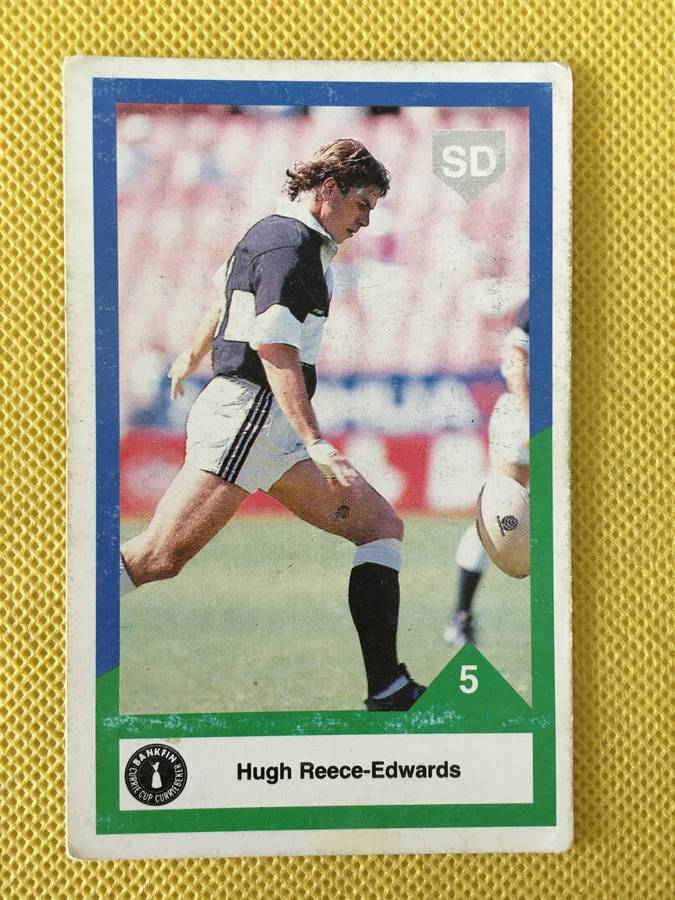 SD
5
BANKFIN
CURRIE CUP CURRIEBEKER
Hugh Reece-Edwards